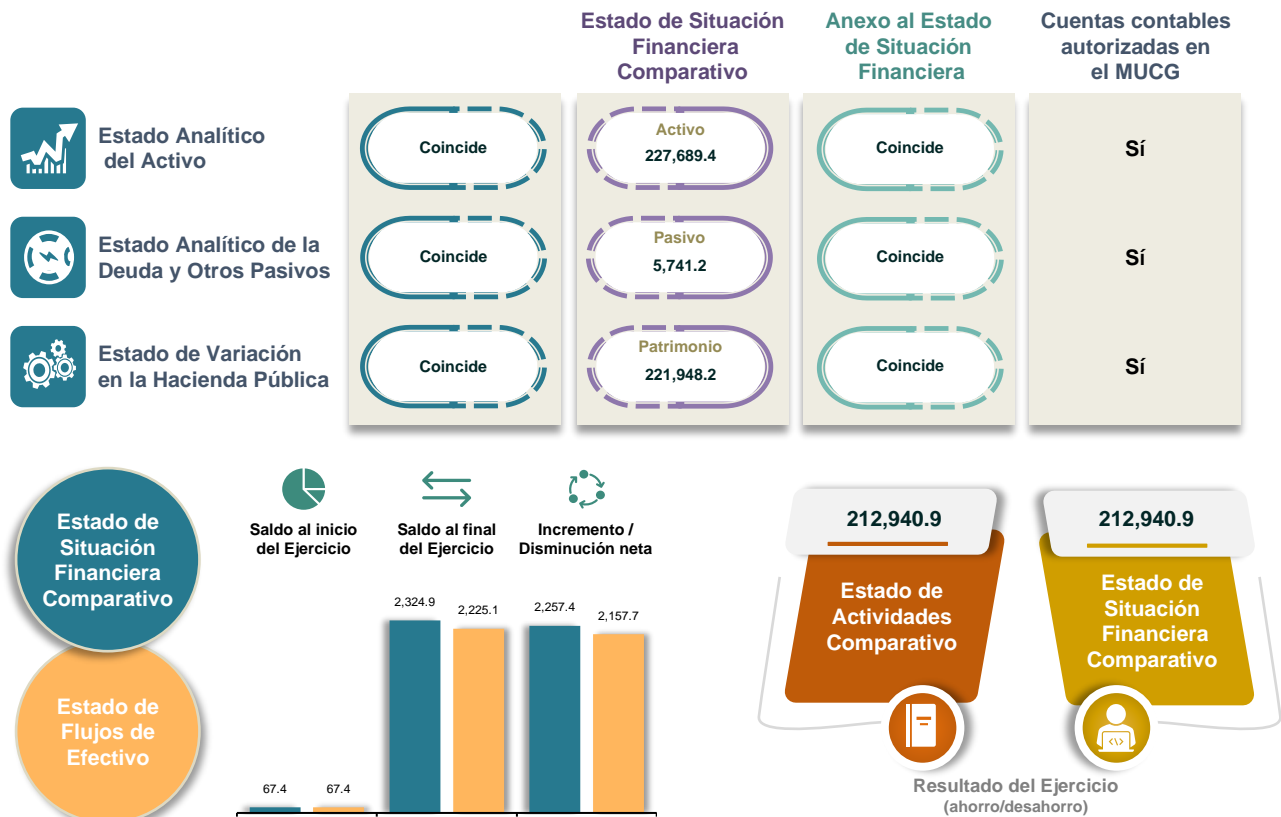 Estado de Situación
Financiera
Comparativo
Anexo al Estado
de Situación
Financiera
Cuentas contables
autorizadas en
el MUCG
Estado Analítico
del Activo
Coincide
Activo
227,689.4
Coincide
Sí
Estado Analítico de la
Deuda y Otros Pasivos
Coincide
Pasivo
5,741.2
Coincide
Sí
Estado de Variación
en la Hacienda Pública
Coincide
Patrimonio
221,948.2
Coincide
Sí
Estado de
Situación
Financiera
Comparativo
Estado de
Flujos de
Efectivo
Saldo al inicio
del Ejercicio
Saldo al final
del Ejercicio
Incremento /
Disminución neta
67.4
67.4
2,324.9
2,225.1
2,257.4
2,157.7
212,940.9
Estado de
Actividades
Comparativo
212,940.9
Estado de
Situación
Financiera
Comparativo
Resultado del Ejercicio
(ahorro/desahorro)